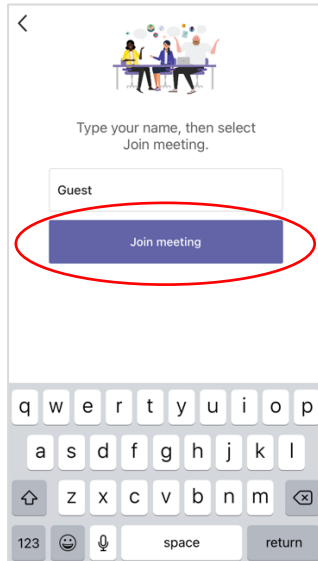 Type your name, then select
Join meeting.
Guest
Join meeting
q w e r t y u i o p
a s d f g h j k l
z x c v b n m
123 space return